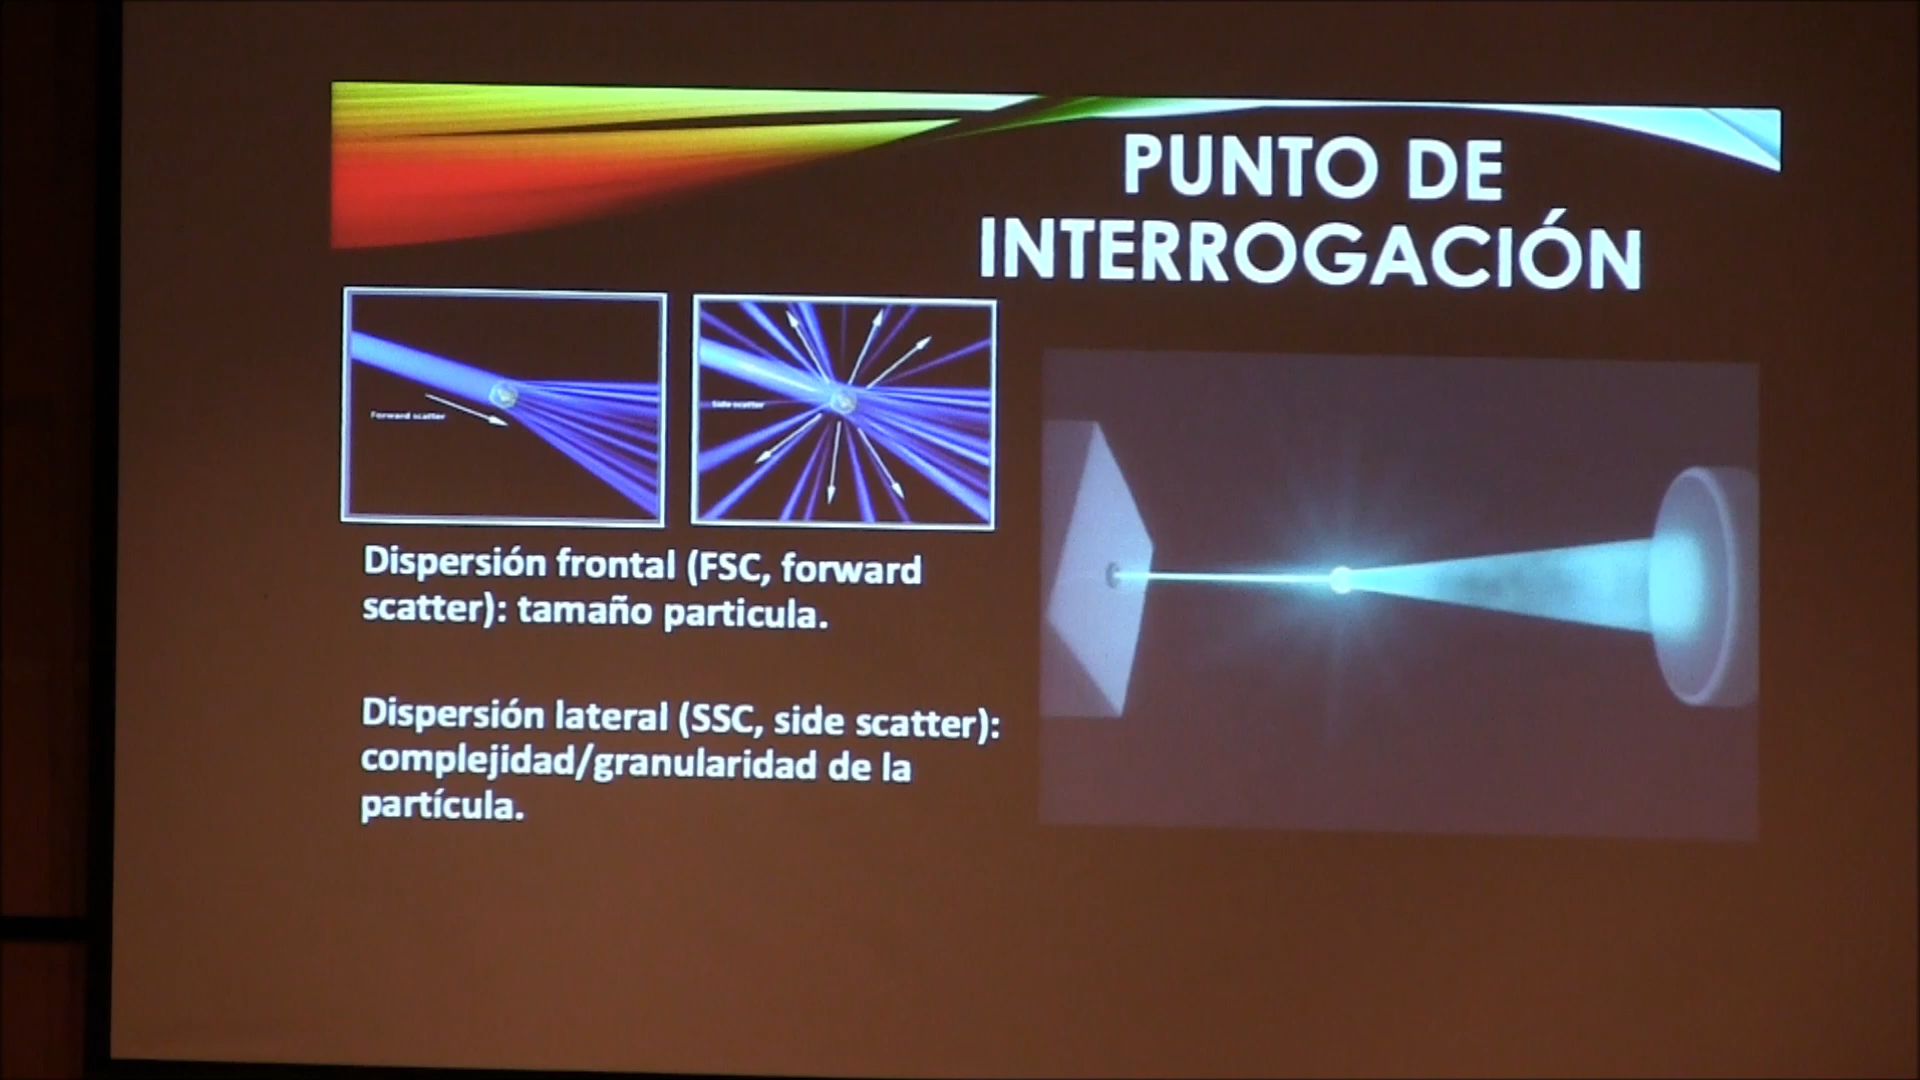 PUNTO DE
INTERROGACIÓN
Forward scatter
Side scatter
Dispersión frontal (FSC, forward
scatter): tamaño particula.
Dispersión lateral (SSC, side scatter):
complejidad/granularidad de la
partícula.